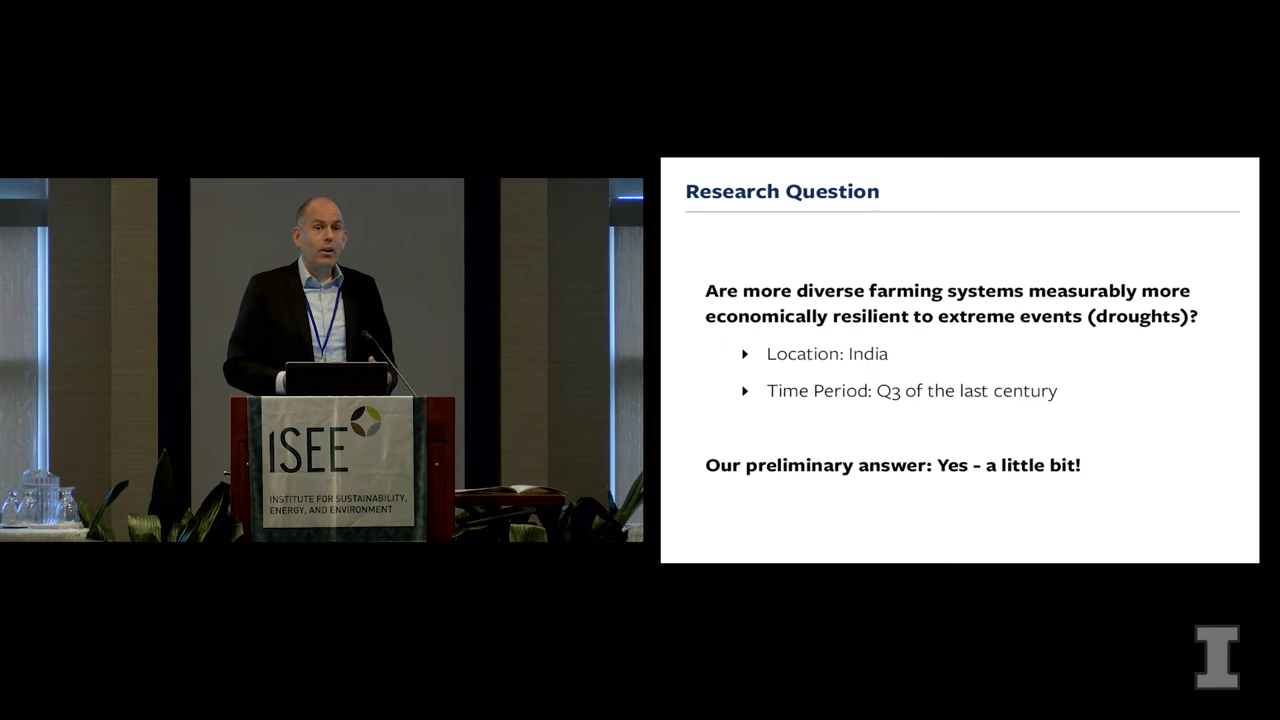 ISEE
INSTITUTE FOR SUSTAINABILITY,
ENERGY, AND ENVIRONMENT
Research Question
Are more diverse farming systems measurably more
economically resilient to extreme events (droughts)?
Location: India
Time Period: Q3 of the last century
Our preliminary answer: Yes – a little bit!
I